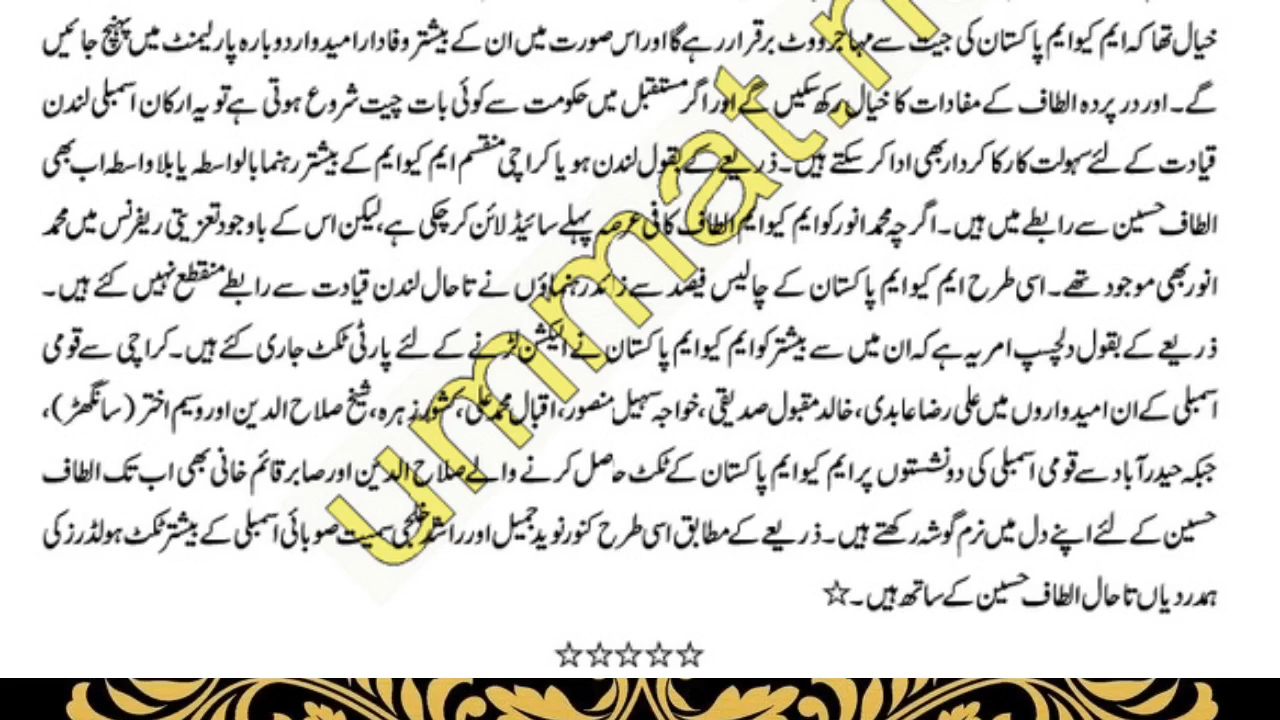 خیال تھا کہ ایم کیو ایم پاکستان کی جیت سے مہاجر ووٹ برقرار رہے گا اور اس صورت میں ان کے بیشتر وفادار امیدوار دوبارہ پارلیمنٹ میں پہنچ جائیں
گے۔ اور در پردہ الطاف کے مفادات کا خیال رکھ سکیں گے اور اگر مستقبل میں حکومت سے کوئی بات چیت شروع ہوتی ہے تو یہ ارکان اسمبلی لندن
قیادت کے لئے سہولت کار کا کردار بھی ادا کر سکتے ہیں۔ ذریعے کے بقول لندن ہو یا کراچی منقسم ایم کیو ایم کے بیشتر رہنما بالواسطہ یا بلا واسطہ اب بھی
الطاف حسین سے رابطے میں ہیں۔ اگرچہ محمد انور کو ایم کیو ایم الطاف کافی عرصہ پہلے سائیڈ لائن کر چکی ہے، لیکن اس کے باوجود تعزیتی ریفرنس میں محمد
انور بھی موجود تھے۔ اسی طرح ایم کیو ایم پاکستان کے چالیس فیصد سے زائد رہنماؤں نے تاحال لندن قیادت سے رابطے منقطع نہیں کئے ہیں۔
ذریعے کے بقول دلچسپ امر یہ ہے کہ ان میں سے بیشتر کو ایم کیو ایم پاکستان نے الیکشن لڑنے کے لئے پارٹی ٹکٹ جاری کئے ہیں۔ کراچی سے قومی
اسمبلی کے ان امیدواروں میں علی رضا عابدی، خالد مقبول صدیقی، خواجہ سہیل منصور، اقبال محمد علی، کشور زہرہ، شیخ صلاح الدین اور وسیم اختر (سانگھڑ)،
جبکہ حیدرآباد سے قومی اسمبلی کی دو نشستوں پر ایم کیو ایم پاکستان کے ٹکٹ حاصل کرنے والے صلاح الدین اور صابر قائم خانی بھی اب تک الطاف
حسین کے لئے اپنے دل میں نرم گوشہ رکھتے ہیں۔ ذریعے کے مطابق اسی طرح کنور نوید جمیل اور راشد خلجی سمیت صوبائی اسمبلی کے بیشتر ٹکٹ ہولڈرز کی
ہمدردیاں تاحال الطاف حسین کے ساتھ ہیں۔☆
☆☆☆☆☆
ummat.n